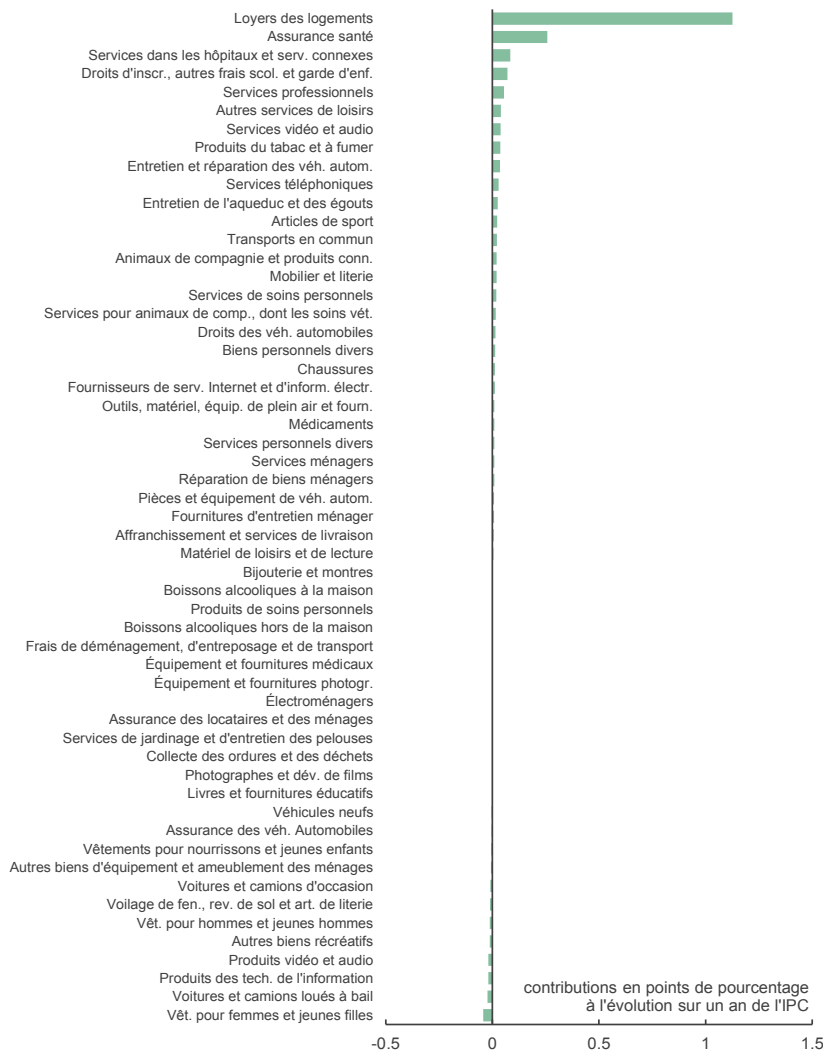 Loyers des logements
Assurance santé
Services dans les hôpitaux et serv. connexes
Droits d'inscr., autres frais scol. et garde d'enf.
Services professionnels
Autres services de loisirs
Services vidéo et audio
Produits du tabac et à fumer
Entretien et réparation des véh. autom.
Services téléphoniques
Entretien de l'aqueduc et des égouts
Articles de sport
Transports en commun
Animaux de compagnie et produits conn.
Mobilier et literie
Services de soins personnels
Services pour animaux de comp., dont les soins vét.
Droits des véh. automobiles
Biens personnels divers
Chaussures
Fournisseurs de serv. Internet et d'inform. électr.
Outils, matériel, équip. de plein air et fourn.
Médicaments
Services personnels divers
Services ménagers
Réparation de biens ménagers
Pièces et équipement de véh. autom.
Fournitures d'entretien ménager
Affranchissement et services de livraison
Matériel de loisirs et de lecture
Bijouterie et montres
Boissons alcooliques à la maison
Produits de soins personnels
Boissons alcooliques hors de la maison
Frais de déménagement, d'entreposage et de transport
Équipement et fournitures médicaux
Équipement et fournitures photogr.
Électroménagers
Assurance des locataires et des ménages
Services de jardinage et d'entretien des pelouses
Collecte des ordures et des déchets
Photographes et dév. de films
Livres et fournitures éducatifs
Véhicules neufs
Assurance des véh. Automobiles
Vêtements pour nourrissons et jeunes enfants
Autres biens d'équipement et ameublement des ménages
Voitures et camions d'occasion
Voilage de fen., rev. de sol et art. de literie
Vêt. pour hommes et jeunes hommes
Autres biens récréatifs
Produits vidéo et audio
Produits des tech. de l'information
Voitures et camions loués à bail
Vêt. pour femmes et jeunes filles
contributions en points de pourcentage
à l'évolution sur un an de l'IPC
-0.5 0 0.5 1 1.5